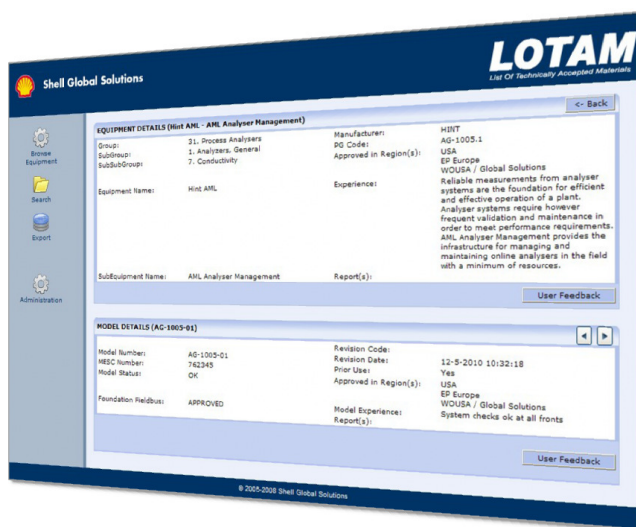 Shell Global Solutions
LOTAM
List Of Technically Accepted Materials
Browse
Equipment
Search
Export
Administration
<- Back
EQUIPMENT DETAILS (Hint AML - AML Analyser Management)
Group: 31. Process Analysers
SubGroup: 1. Analyzers, General
SubSubGroup: 7. Conductivity
Equipment Name: Hint AML
SubEquipment Name: AML Analyser Management
Manufacturer: HINT
PG Code: AG-1005.1
Approved in Region(s): USA
EP Europe
WOUSA / Global Solutions
Experience: Reliable measurements from analyser
systems are the foundation for efficient
and effective operation of a plant.
Analyser systems require however
frequent validation and maintenance in
order to meet performance requirements.
AML Analyser Management provides the
infrastructure for managing and
maintaining online analysers in the field
with a minimum of resources.
Report(s):
User Feedback
MODEL DETAILS (AG-1005-01)
Model Number: AG-1005-01
MESC Number: 762345
Model Status: OK
Foundation Fieldbus: APPROVED
Revision Code:
Revision Date: 12-5-2010 10:32:18
Prior Use: Yes
Approved in Region(s): USA
EP Europe
WOUSA / Global Solutions
Model Experience: System checks ok at all fronts
Report(s):
User Feedback
© 2005-2008 Shell Global Solutions